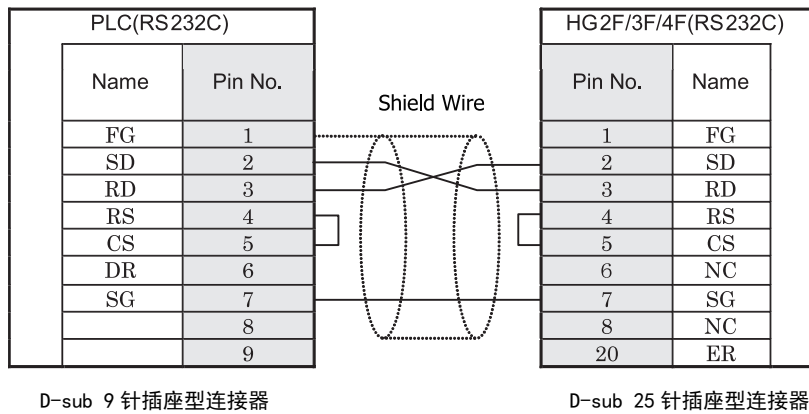 PLC(RS232C) HG2F/3F/4F(RS232C)
Name Pin No. Pin No. Name
Shield Wire
FG 1 1 FG
SD 2 2 SD
RD 3 3 RD
RS 4 4 RS
CS 5 5 CS
DR 6 6 NC
SG 7 7 SG
8 8 NC
9 20 ER
D-sub 9 针插座型连接器 D-sub 25 针插座型连接器